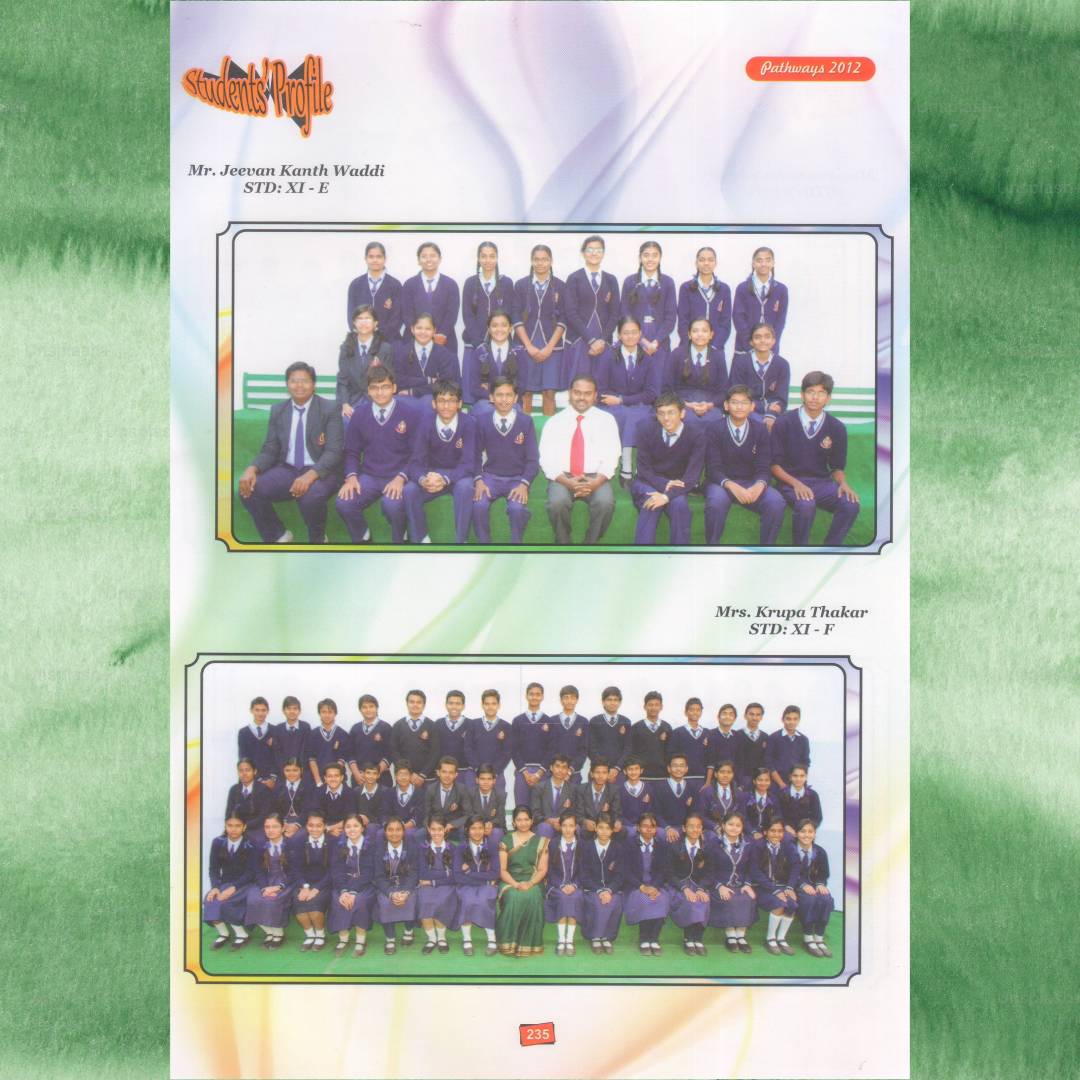 Students' Profile
Pathways 2012
Mr. Jeevan Kanth Waddi
STD: XI - E
Mrs. Krupa Thakar
STD: XI - F
235